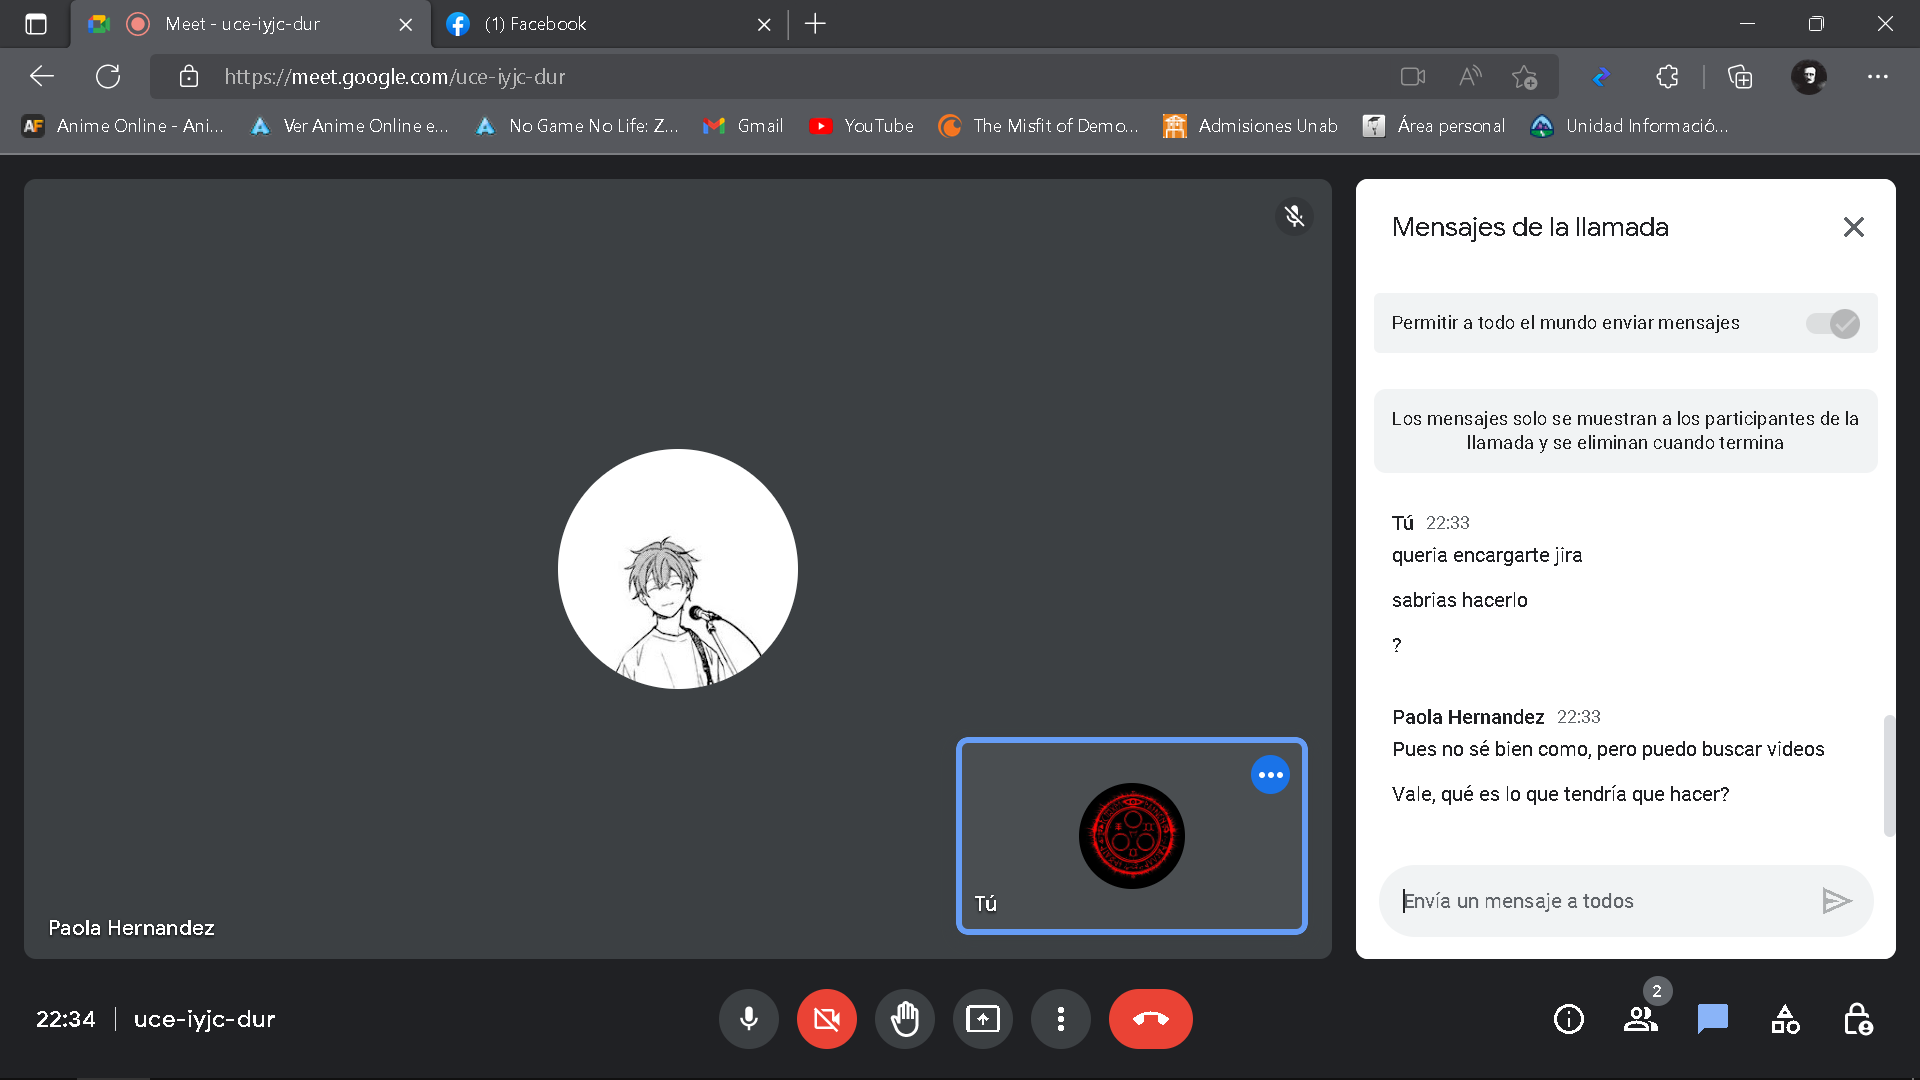 Meet - uce-iyjc-dur
(1) Facebook
https://meet.google.com/uce-iyjc-dur
AF Anime Online - Ani...
Ver Anime Online e...
No Game No Life: Z...
Gmail
YouTube
The Misfit of Demo...
Admisiones Unab
Área personal
Unidad Informació...
Mensajes de la llamada
Permitir a todo el mundo enviar mensajes
Los mensajes solo se muestran a los participantes de la
llamada y se eliminan cuando termina
Tú 22:33
queria encargarte jira
sabrias hacerlo
?
Paola Hernandez 22:33
Pues no sé bien como, pero puedo buscar videos
Vale, qué es lo que tendría que hacer?
Envía un mensaje a todos
Tú
Paola Hernandez
22:34
uce-iyjc-dur
2